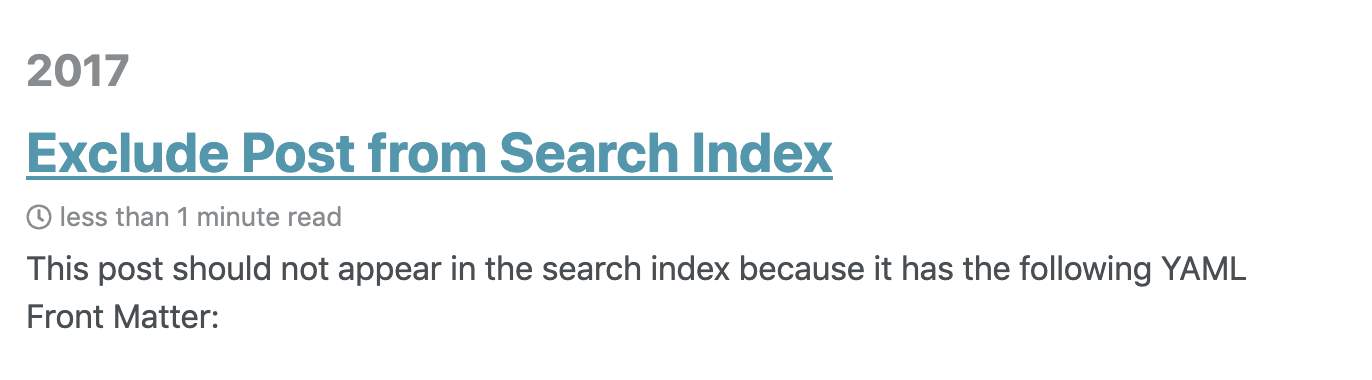 2017
Exclude Post from Search Index
less than 1 minute read
This post should not appear in the search index because it has the following YAML
Front Matter: